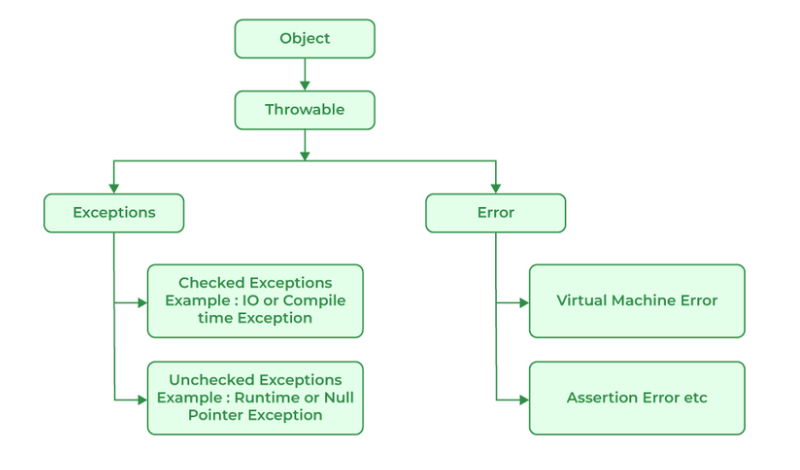 Object
Throwable
Exceptions
Error
Checked Exceptions
Example : IO or Compile
time Exception
Virtual Machine Error
Unchecked Exceptions
Example : Runtime or Null
Pointer Exception
Assertion Error etc